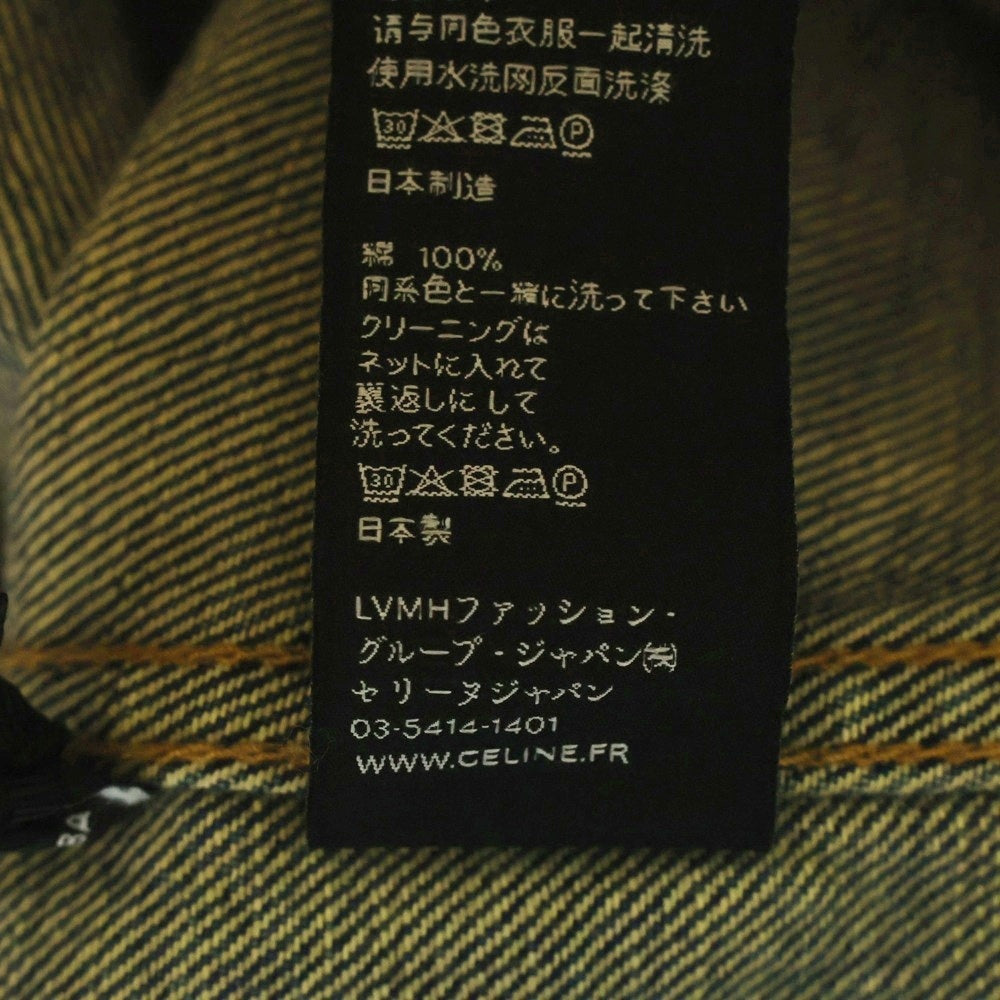 请与同色衣服一起清洗
使用水洗网反面洗涤
30 P
日本制造
綿 100%
同系色と一緒に洗って下さい
クリーニングは
ネットに入れて
裏返しにして
洗ってください。
30 P
日本製
LVMHファッション・
グループ・ジャパン㈱
セリーヌジャパン
03-5414-1401
WWW.CELINE.FR